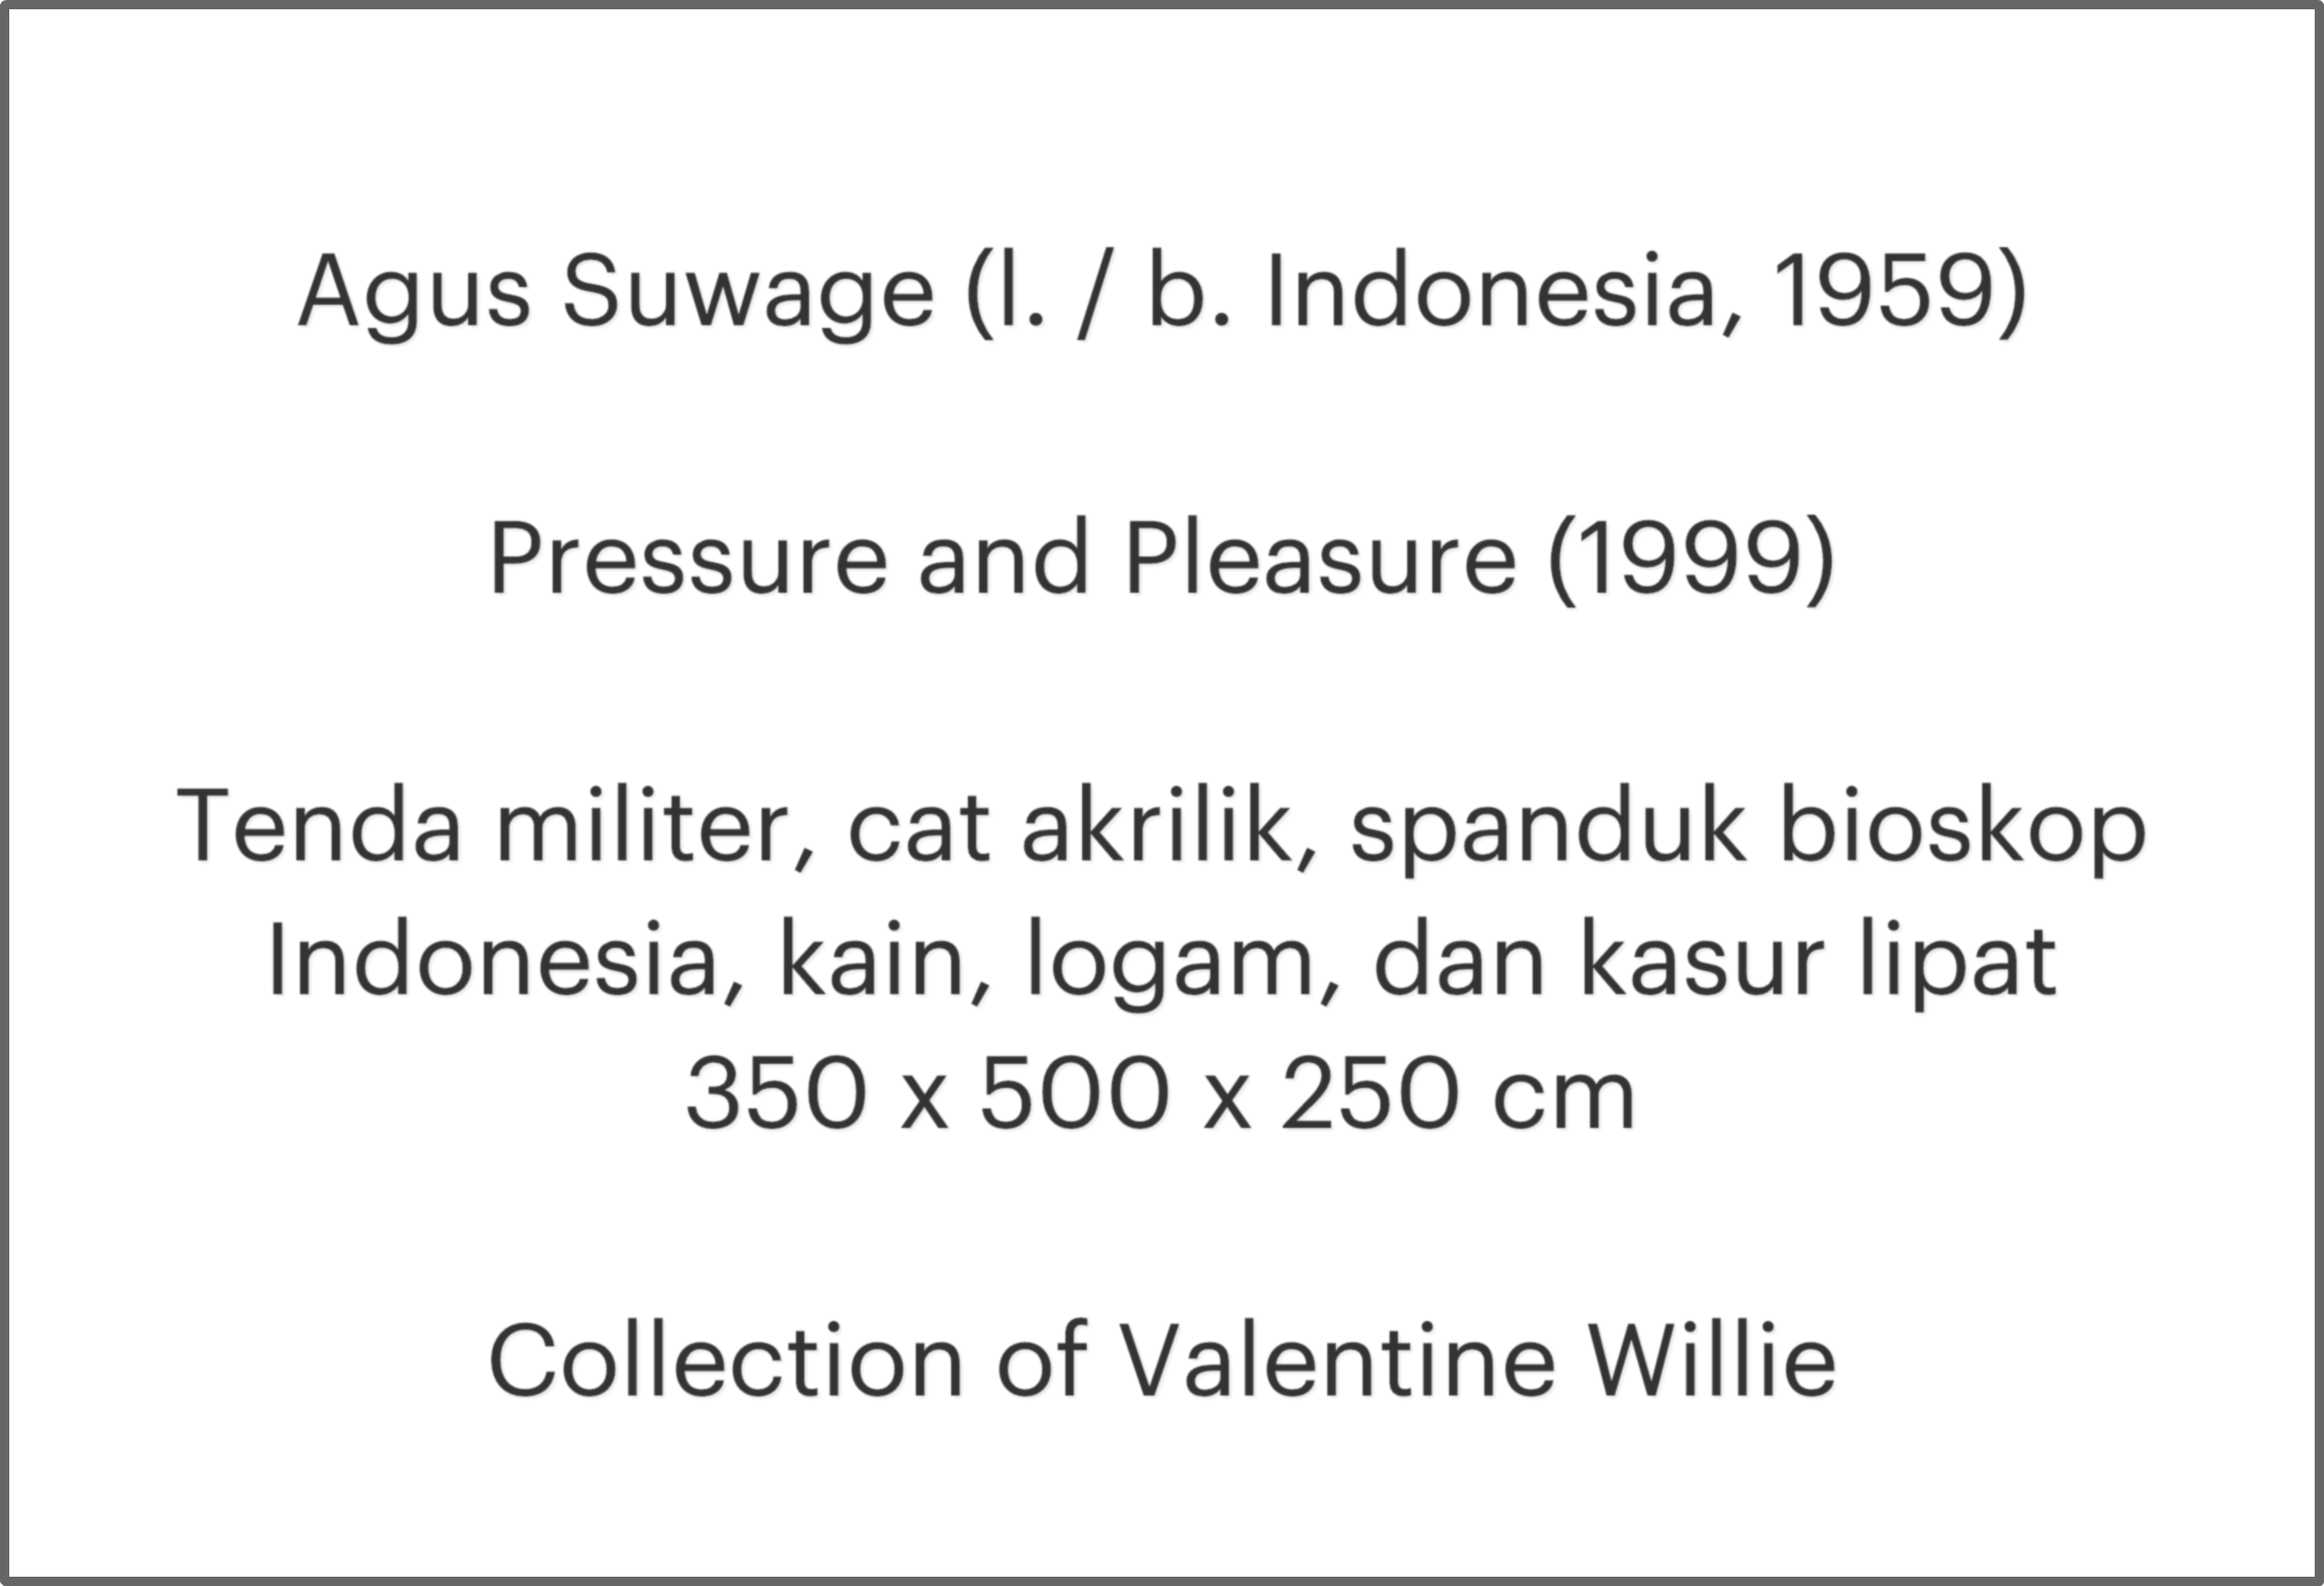 Agus Suwage (l. / b. Indonesia, 1959)
Pressure and Pleasure (1999)
Tenda militer, cat akrilik, spanduk bioskop
Indonesia, kain, logam, dan kasur lipat
350 x 500 x 250 cm
Collection of Valentine Willie